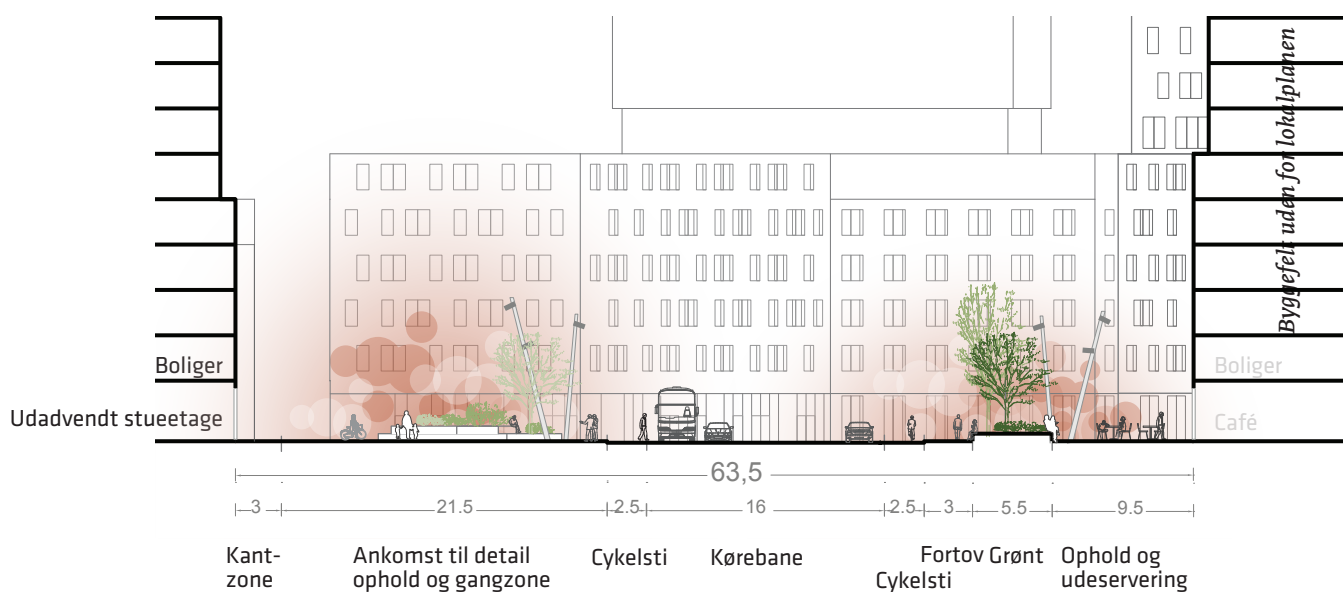 Byggefelt uden for lokalplanen
Boliger
Boliger
Udadvendt stueetage
Café
63,5
3
21.5
2.5
16
2.5
3
5.5
9.5
Kant-
zone
Ankomst til detail
ophold og gangzone
Cykelsti
Kørebane
Cykelsti
Fortov
Grønt
Ophold og
udeservering